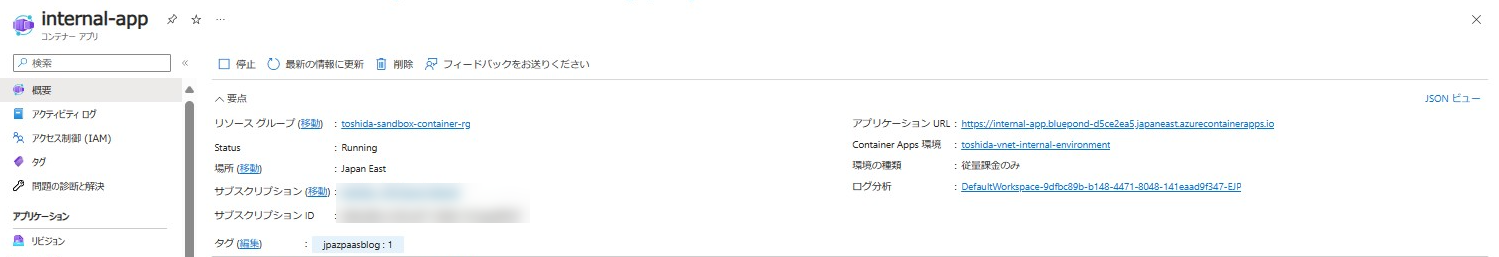 internal-app
コンテナー アプリ
検索
概要
アクティビティ ログ
アクセス制御 (IAM)
タグ
問題の診断と解決
アプリケーション
リビジョン
停止 最新の情報に更新 削除 フィードバックをお送りください
要点
JSON ビュー
リソース グループ (移動) : toshida-sandbox-container-rg
Status : Running
場所 (移動) : Japan East
サブスクリプション (移動) :
サブスクリプション ID :
タグ (編集) : jpazpaasblog : 1
アプリケーション URL : https://internal-app.bluepond-d5ce2ea5.japaneast.azurecontainerapps.io
Container Apps 環境 : toshida-vnet-internal-environment
環境の種類 : 従量課金のみ
ログ分析 : DefaultWorkspace-9dfbc89b-b148-4471-8048-141eaad9f347-EJP